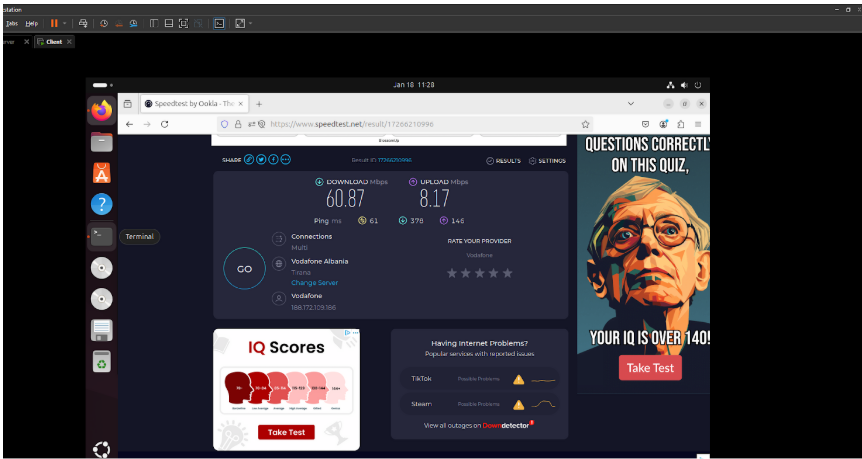 station
Tabs Help
erver × Client ×
Jan 18 11:28
Speedtest by Ookla - The × +
https://www.speedtest.net/result/17266210996
SHARE
Result ID 17266210996
RESULTS SETTINGS
DOWNLOAD Mbps UPLOAD Mbps
60.87 8.17
Ping ms 61 378 146
Connections
Multi
GO
Vodafone Albania
Tirana
Change Server
Vodafone
188.172.109.186
RATE YOUR PROVIDER
Vodafone
Terminal
IQ Scores
Take Test
Having Internet Problems?
Popular services with reported issues
TikTok Possible Problems
Steam Possible Problems
View all outages on Downdetector
QUESTIONS CORRECTL
ON THIS QUIZ,
YOUR IQ IS OVER 140!
Take Test